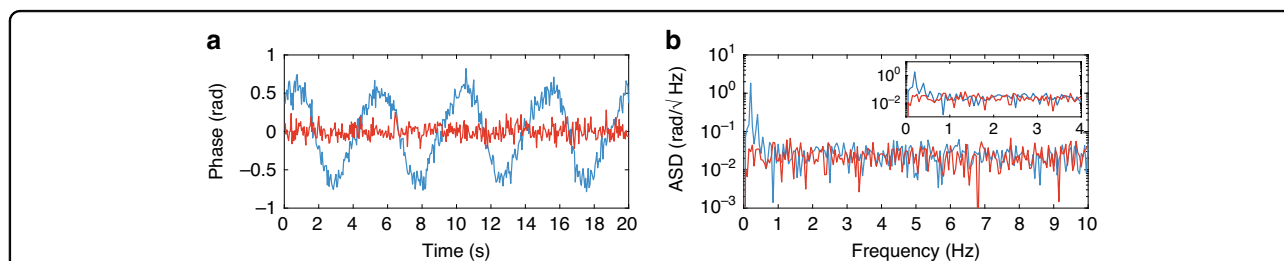 a
1
0.5
0
−0.5
−1
Phase (rad)
0 2 4 6 8 10 12 14 16 18 20
Time (s)
b
10^1
10^0
10^−1
10^−2
10^−3
ASD (rad/√ Hz)
0 1 2 3 4 5 6 7 8 9 10
Frequency (Hz)
10^0
10^−2
0 1 2 3 4